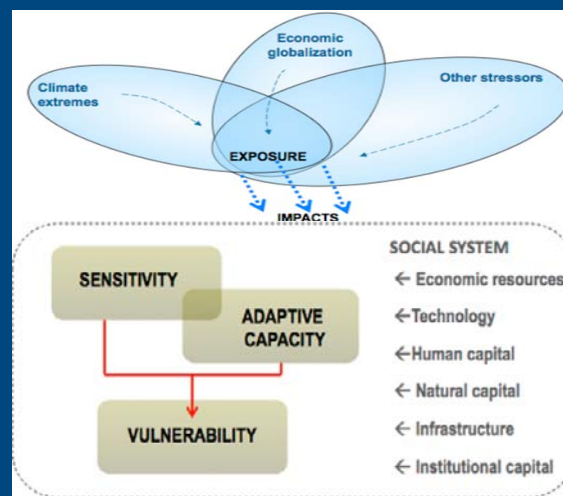 Economic
globalization
Climate
extremes
Other stressors
EXPOSURE
IMPACTS
SENSITIVITY
ADAPTIVE
CAPACITY
VULNERABILITY
SOCIAL SYSTEM
← Economic resources
←Technology
←Human capital
← Natural capital
← Infrastructure
← Institutional capital